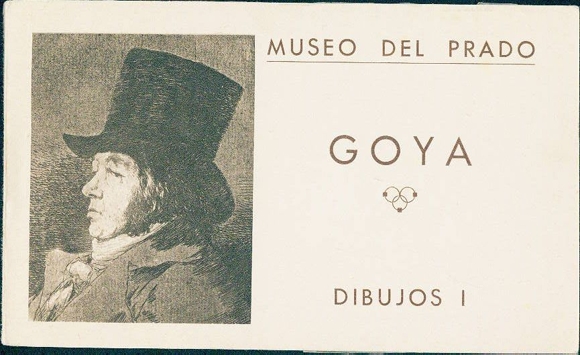 MUSEO DEL PRADO
GOYA
DIBUJOS I